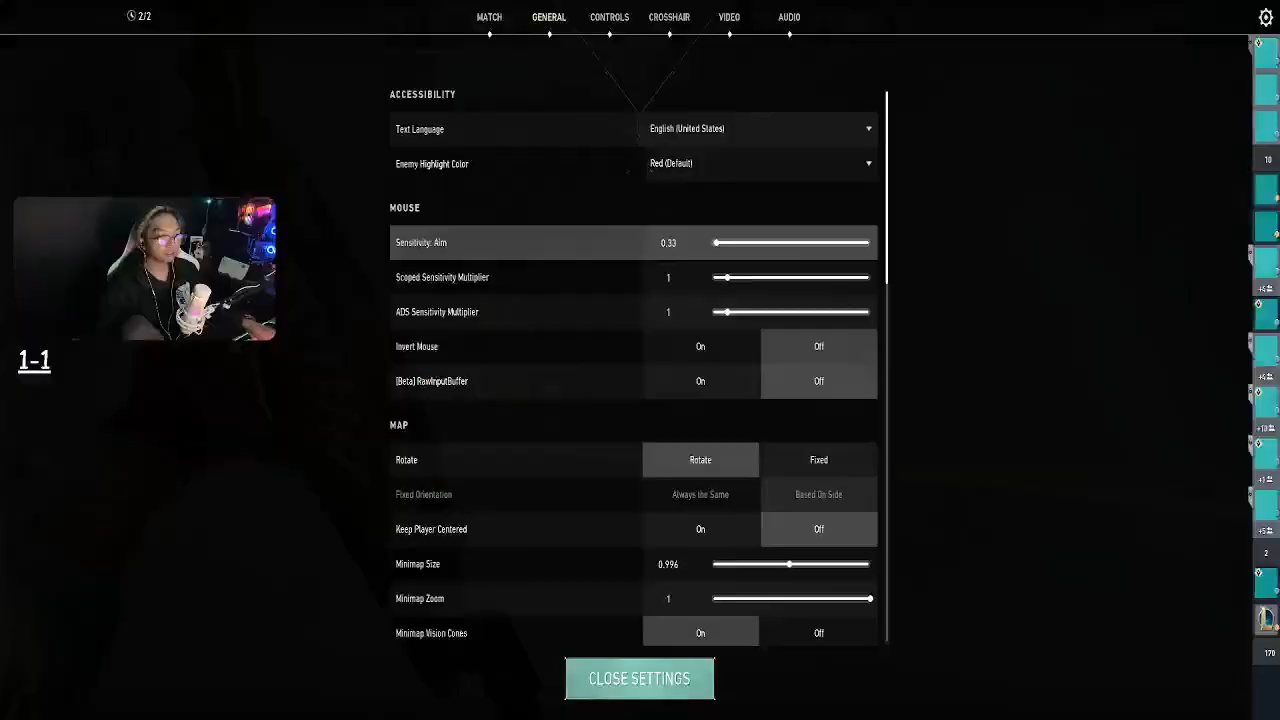 2/2
MATCH GENERAL CONTROLS CROSSHAIR VIDEO AUDIO
ACCESSIBILITY
Text Language English (United States)
Enemy Highlight Color Red (Default)
MOUSE
Sensitivity: Aim 0.33
Scoped Sensitivity Multiplier 1
ADS Sensitivity Multiplier 1
Invert Mouse On Off
[Beta] RawInputBuffer On Off
1-1
MAP
Rotate Rotate Fixed
Fixed Orientation Always the Same Based On Side
Keep Player Centered On Off
Minimap Size 0.996
Minimap Zoom 1
Minimap Vision Cones On Off
CLOSE SETTINGS
10
2
170